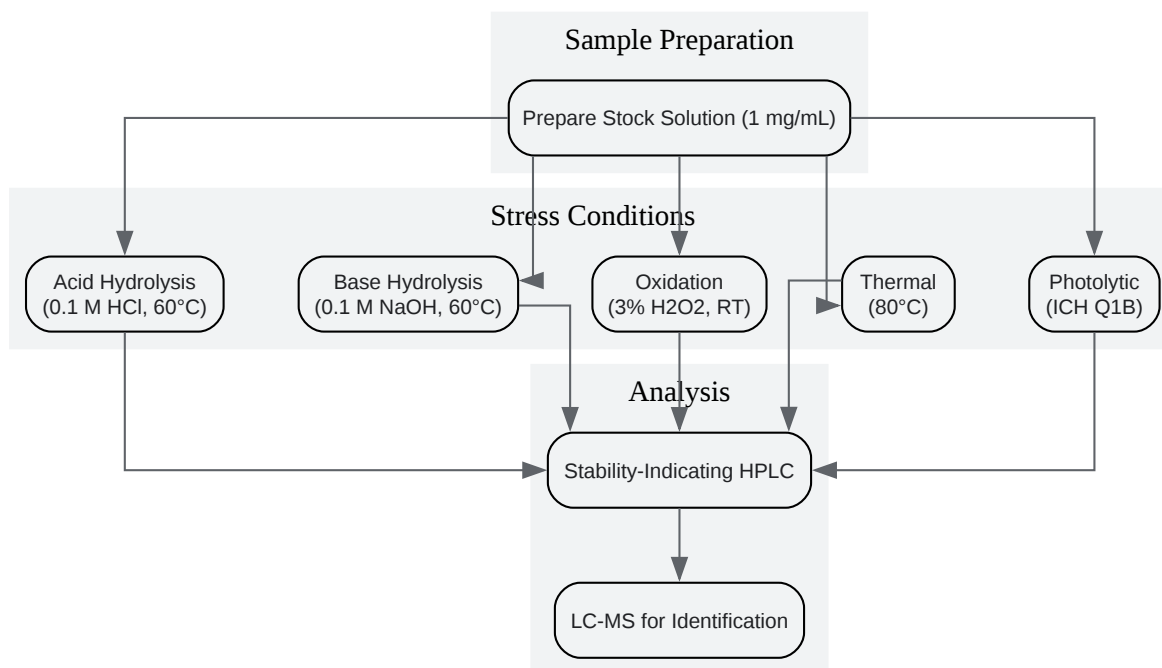 Sample Preparation
Prepare Stock Solution (1 mg/mL)
Stress Conditions
Acid Hydrolysis
(0.1 M HCl, 60°C)
Base Hydrolysis
(0.1 M NaOH, 60°C)
Oxidation
(3% H2O2, RT)
Thermal
(80°C)
Photolytic
(ICH Q1B)
Analysis
Stability-Indicating HPLC
LC-MS for Identification